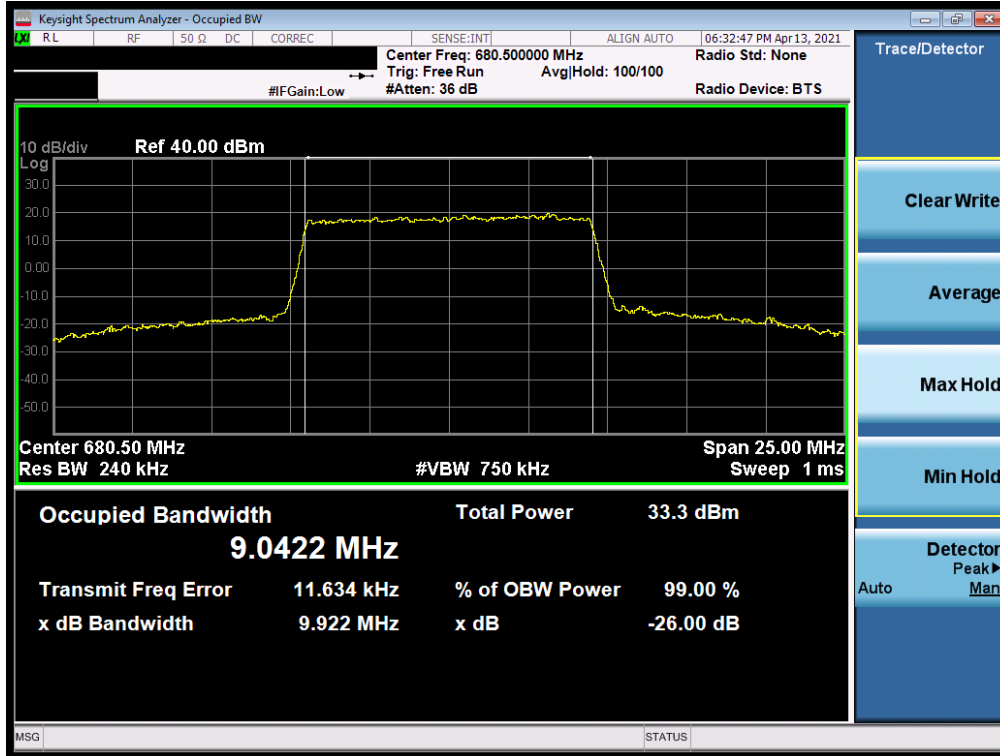 Keysight Spectrum Analyzer - Occupied BW
LXI RL RF 50 Ω DC CORREC SENSE:INT ALIGN AUTO 06:32:47 PM Apr 13, 2021
Center Freq: 680.500000 MHz Radio Std: None
Trig: Free Run Avg|Hold: 100/100
#IFGain:Low #Atten: 36 dB Radio Device: BTS
10 dB/div Ref 40.00 dBm
Log
30.0
20.0
10.0
0.00
-10.0
-20.0
-30.0
-40.0
-50.0
Center 680.50 MHz Span 25.00 MHz
Res BW 240 kHz #VBW 750 kHz Sweep 1 ms
Occupied Bandwidth Total Power 33.3 dBm
9.0422 MHz
Transmit Freq Error 11.634 kHz % of OBW Power 99.00 %
x dB Bandwidth 9.922 MHz x dB -26.00 dB
MSG STATUS
Trace/Detector
Clear Write
Average
Max Hold
Min Hold
Detector
Peak▶
Auto Man